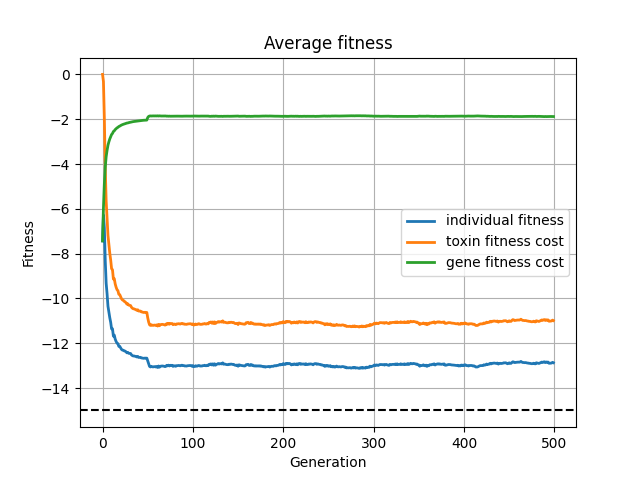 Average fitness
Fitness
0
−2
−4
−6
−8
−10
−12
−14
individual fitness
toxin fitness cost
gene fitness cost
0
100
200
300
400
500
Generation